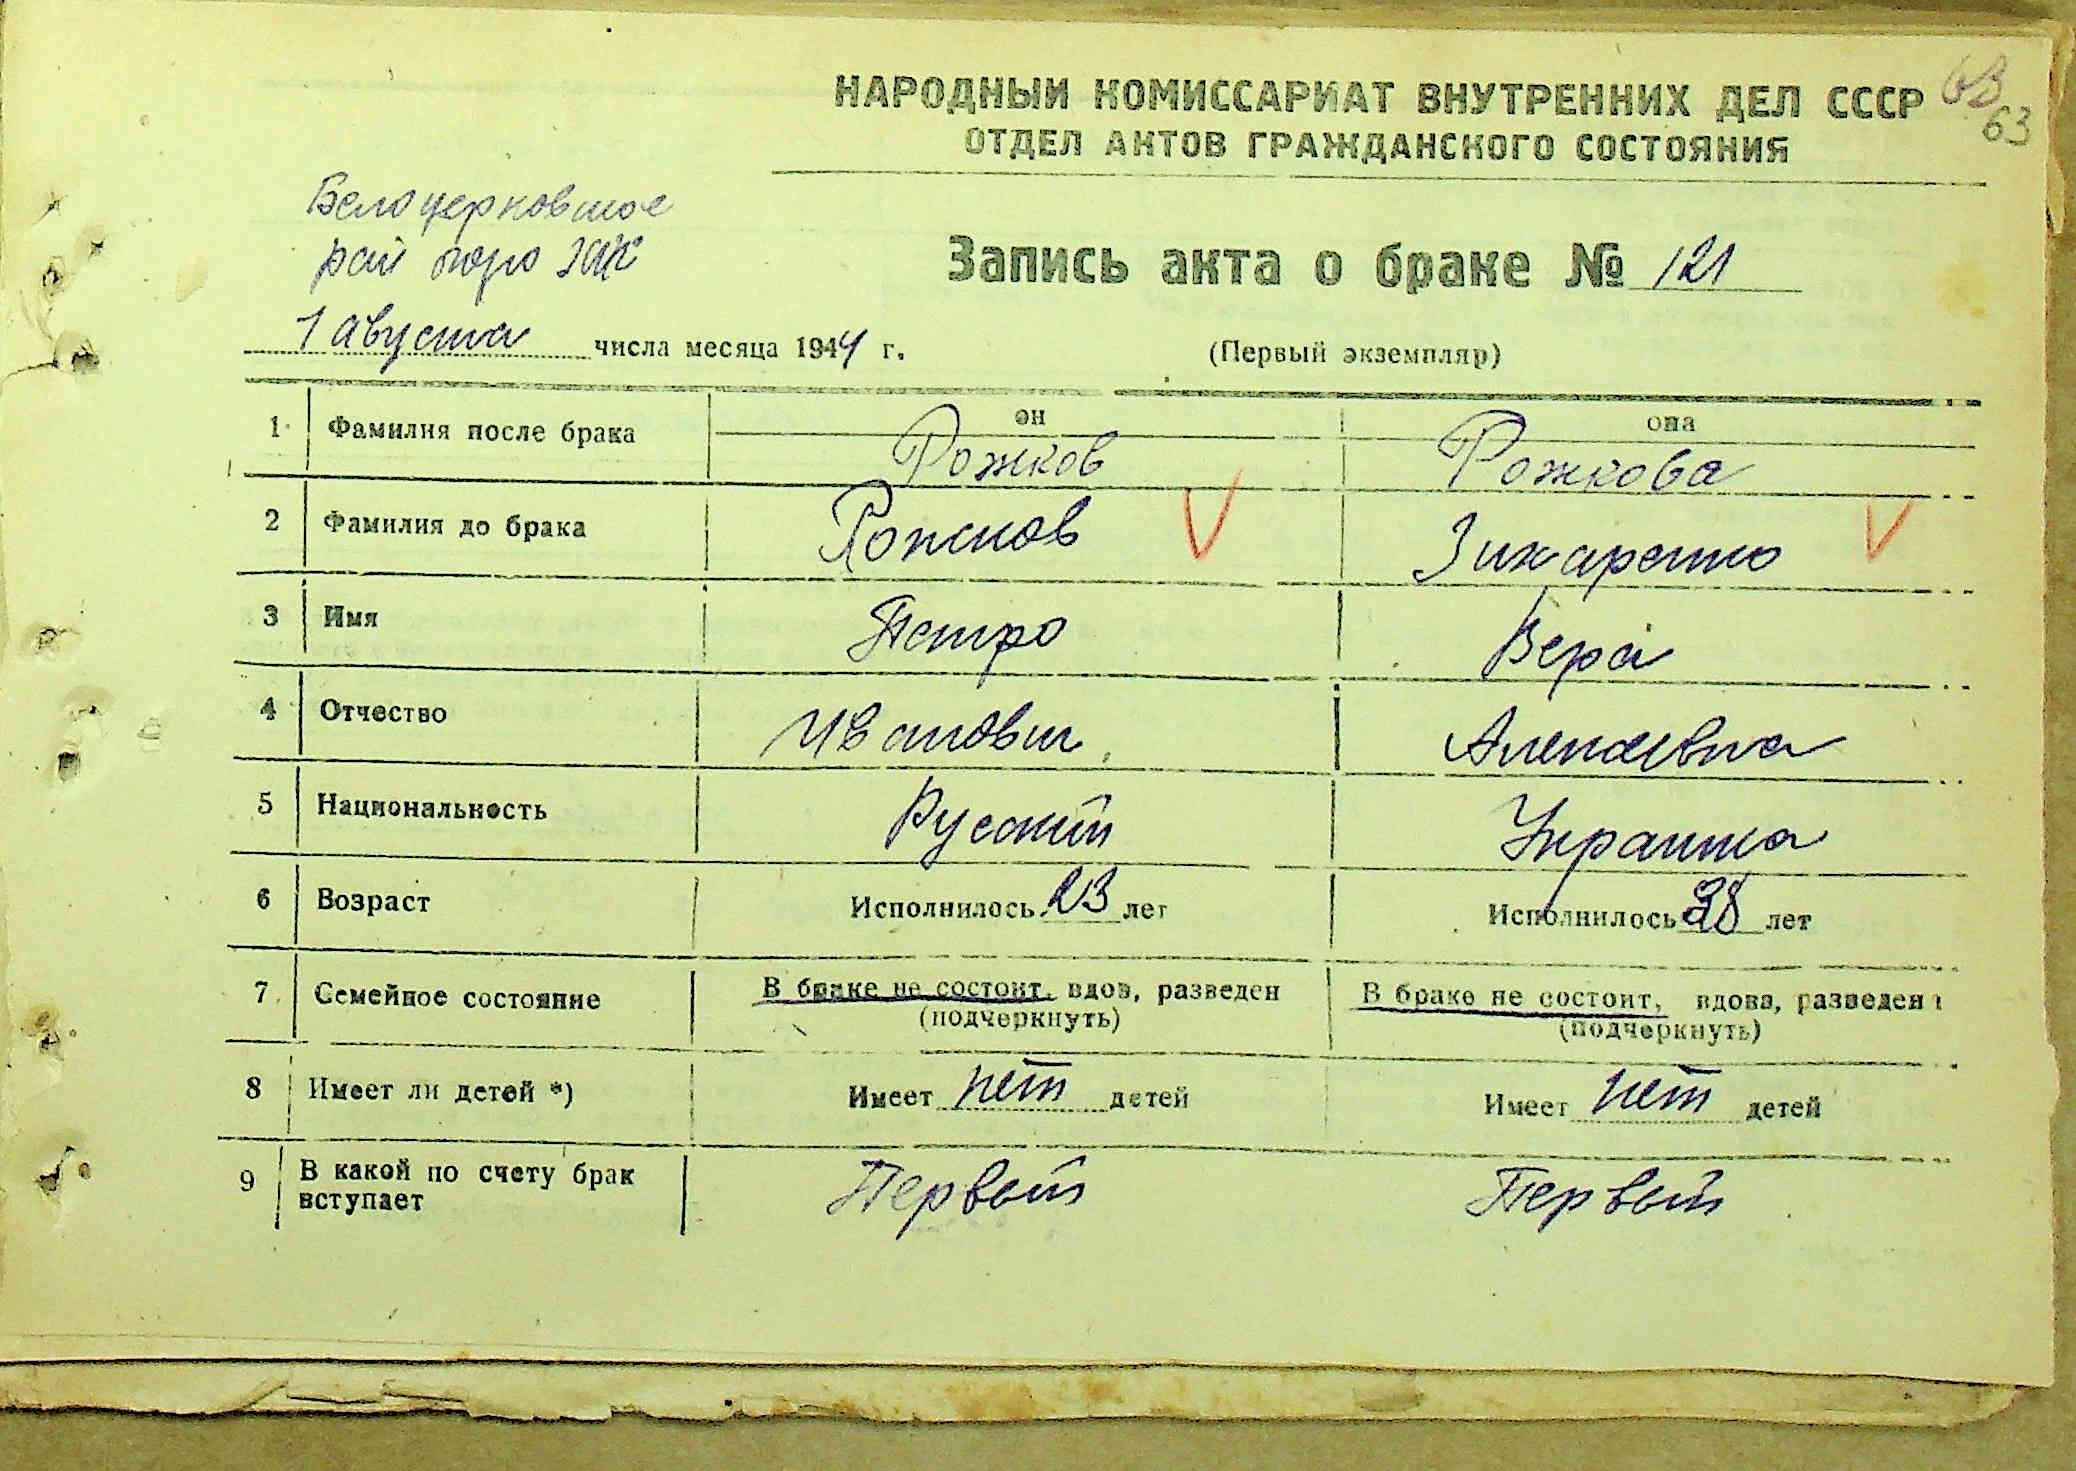 НАРОДНЫЙ КОМИССАРИАТ ВНУТРЕННИХ ДЕЛ СССР
ОТДЕЛ АКТОВ ГРАЖДАНСКОГО СОСТОЯНИЯ
63
63
Белоцерковское
рай бюро ЗАГС
Запись акта о браке № 121
1 августа числа месяца 1944 г.
(Первый экземпляр)
он она
1 Фамилия после брака Рожков Рожкова
2 Фамилия до брака Рожков
3 Имя Петро Вера
4 Отчество Иванович Алексеевна
5 Национальность Русский Украинка
6 Возраст Исполнилось 23 лет Исполнилось 28 лет
7 Семейное состояние В браке не состоит, вдов, разведен В браке не состоит, вдова, разведен
(подчеркнуть) (подчеркнуть)
8 Имеет ли детей *) Имеет нет детей Имеет нет детей
9 В какой по счету брак
вступает Первый Первый